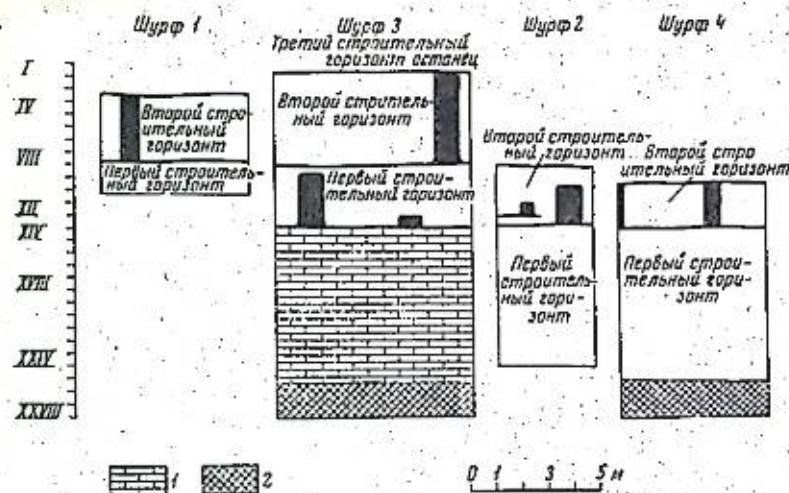 Шурф 1
Шурф 3
Шурф 2
Шурф 4
Третий строительный
горизонт останец
I
IV
VIII
XII
XIV
XVIII
XXIV
XXVIII
Второй стро-
ительный
горизонт
Первый строитель-
ный горизонт
Второй стритель-
ный горизонт
Первый строи-
тельный
горизонт
Второй строитель-
ный горизонт
Первый
строитель-
ный гори-
зонт
Второй стро
ительный
горизонт
Первый строи-
тельный гори-
зонт
1
2
0 1 3 5 м